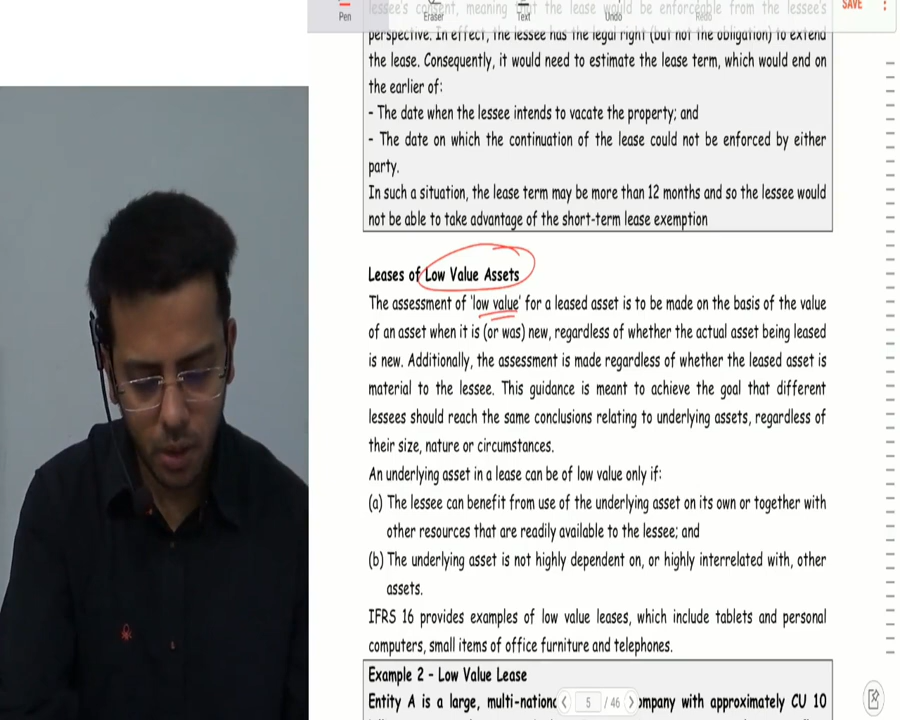 lessee's consent, meaning that the lease would be enforceable from the lessee's
Pen Eraser Text Undo Redo
SAVE
perspective. In effect, the lessee has the legal right (but not the obligation) to extend
the lease. Consequently, it would need to estimate the lease term, which would end on
the earlier of:
- The date when the lessee intends to vacate the property; and
- The date on which the continuation of the lease could not be enforced by either
party.
In such a situation, the lease term may be more than 12 months and so the lessee would
not be able to take advantage of the short-term lease exemption
Leases of Low Value Assets
The assessment of 'low value' for a leased asset is to be made on the basis of the value
of an asset when it is (or was) new, regardless of whether the actual asset being leased
is new. Additionally, the assessment is made regardless of whether the leased asset is
material to the lessee. This guidance is meant to achieve the goal that different
lessees should reach the same conclusions relating to underlying assets, regardless of
their size, nature or circumstances.
An underlying asset in a lease can be of low value only if:
(a) The lessee can benefit from use of the underlying asset on its own or together with
other resources that are readily available to the lessee; and
(b) The underlying asset is not highly dependent on, or highly interrelated with, other
assets.
IFRS 16 provides examples of low value leases, which include tablets and personal
computers, small items of office furniture and telephones.
Example 2 - Low Value Lease
Entity A is a large, multi-nation 5 / 46 ompany with approximately CU 10